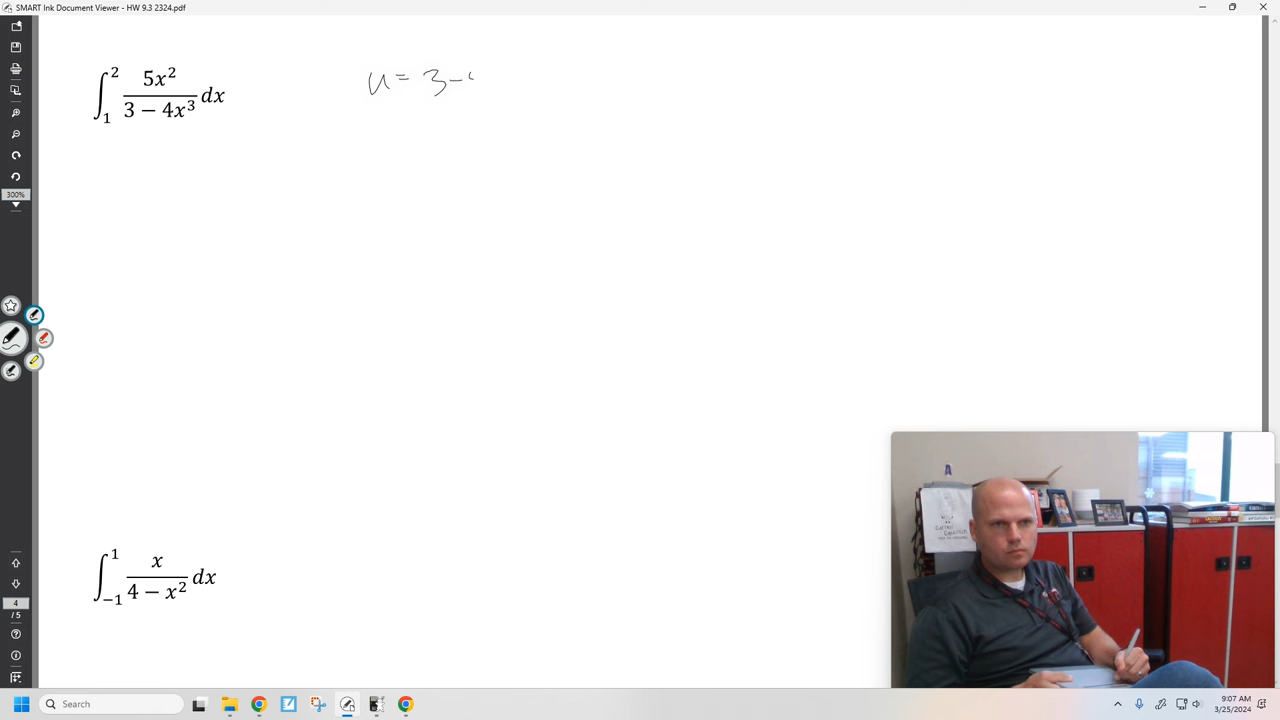 SMART Ink Document Viewer - HW 9.3 2324.pdf
∫₁² 5x²/(3 − 4x³) dx
u = 3 -
300%
∫₋₁¹ x/(4 − x²) dx
4
/ 5
Search
9:07 AM
3/25/2024